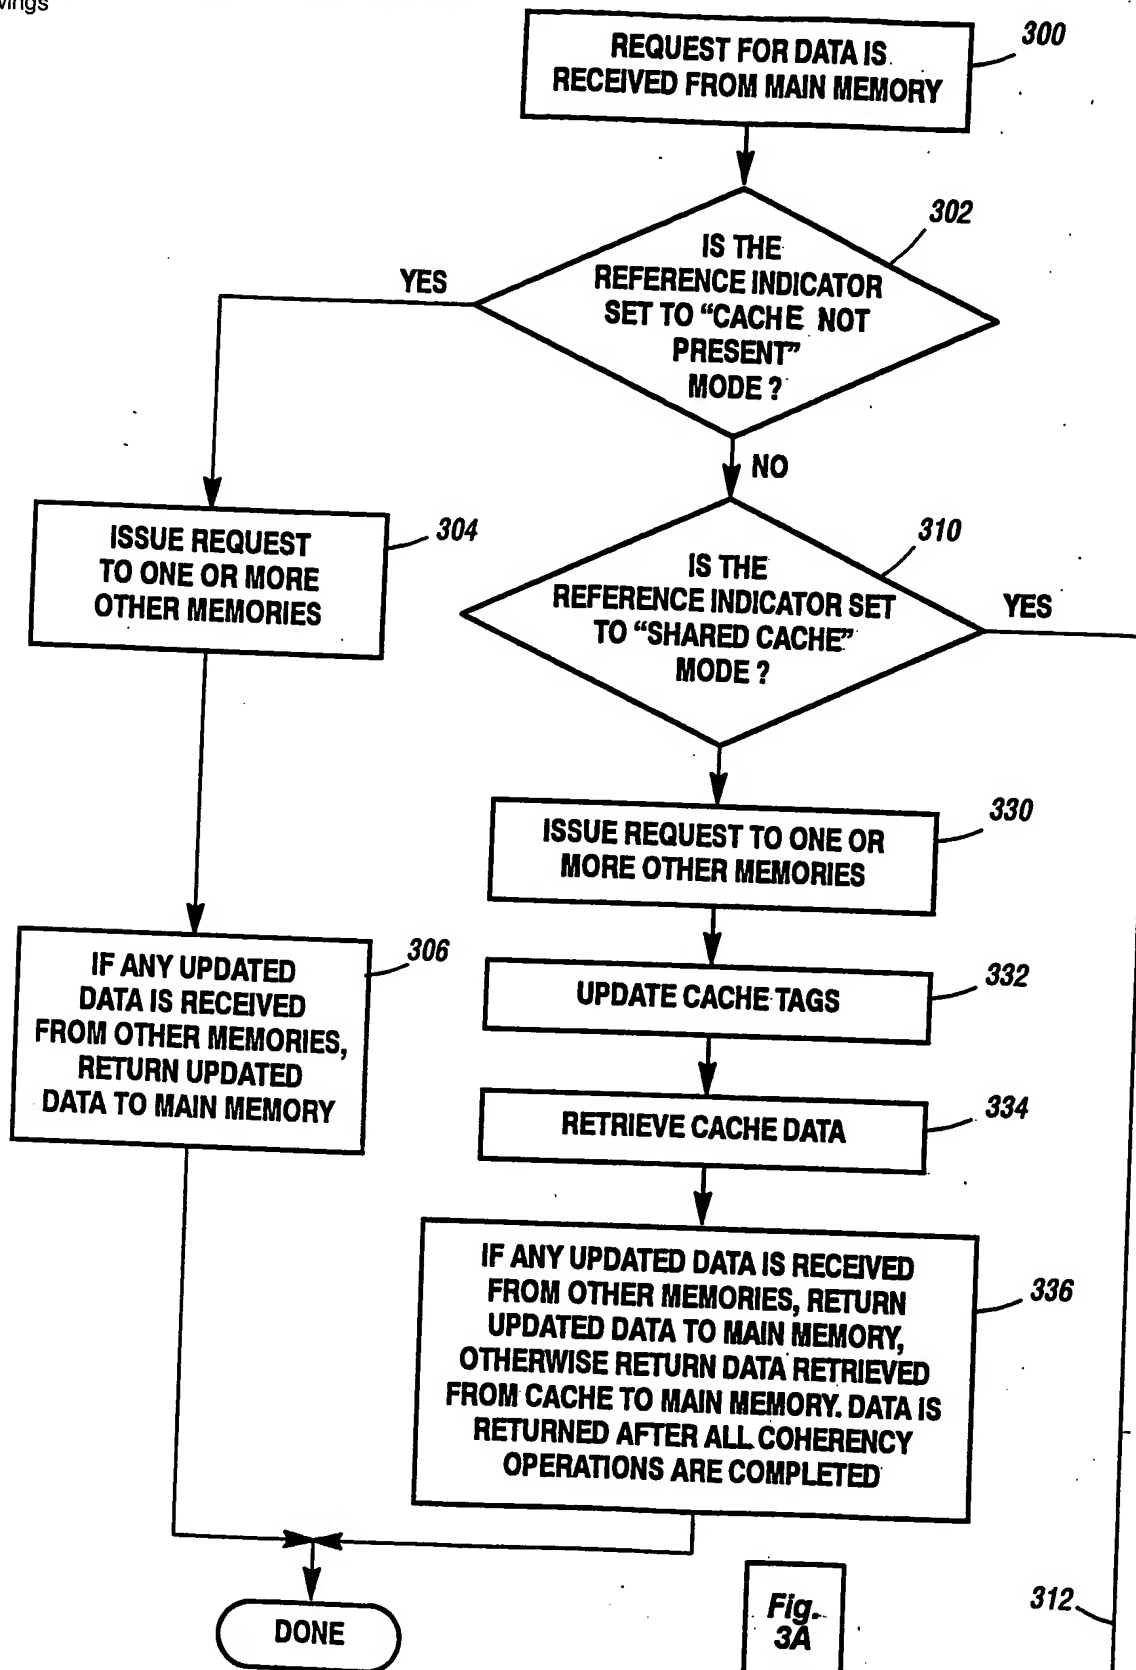 wings
REQUEST FOR DATA IS
RECEIVED FROM MAIN MEMORY
300
302
IS THE
REFERENCE INDICATOR
SET TO “CACHE NOT
PRESENT”
MODE ?
YES
NO
ISSUE REQUEST
TO ONE OR MORE
OTHER MEMORIES
304
310
IS THE
REFERENCE INDICATOR SET
TO “SHARED CACHE”
MODE ?
YES
ISSUE REQUEST TO ONE OR
MORE OTHER MEMORIES
330
IF ANY UPDATED
DATA IS RECEIVED
FROM OTHER MEMORIES,
RETURN UPDATED
DATA TO MAIN MEMORY
306
UPDATE CACHE TAGS
332
RETRIEVE CACHE DATA
334
IF ANY UPDATED DATA IS RECEIVED
FROM OTHER MEMORIES, RETURN
UPDATED DATA TO MAIN MEMORY,
OTHERWISE RETURN DATA RETRIEVED
FROM CACHE TO MAIN MEMORY. DATA IS
RETURNED AFTER ALL COHERENCY
OPERATIONS ARE COMPLETED
336
DONE
Fig.
3A
312